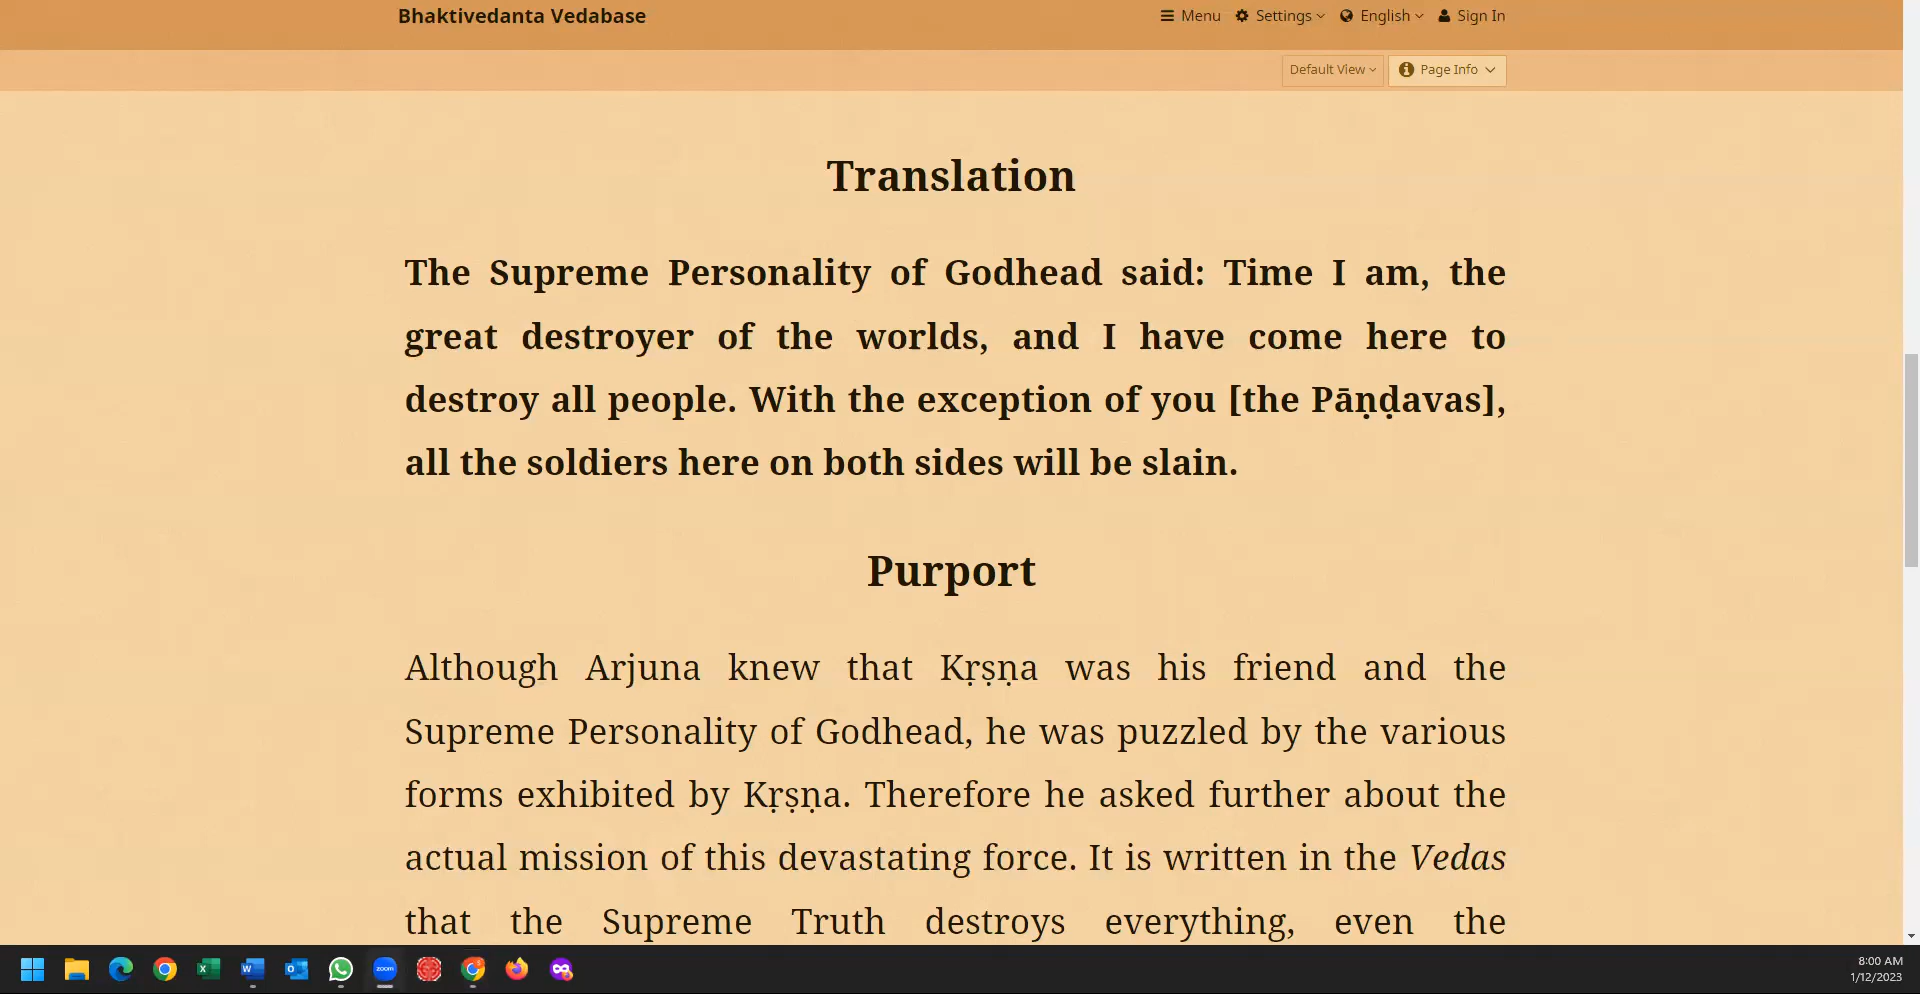 Bhaktivedanta Vedabase
Menu Settings English Sign In
Default View Page Info
Translation
The Supreme Personality of Godhead said: Time I am, the
great destroyer of the worlds, and I have come here to
destroy all people. With the exception of you [the Pāṇḍavas],
all the soldiers here on both sides will be slain.
Purport
Although Arjuna knew that Kṛṣṇa was his friend and the
Supreme Personality of Godhead, he was puzzled by the various
forms exhibited by Kṛṣṇa. Therefore he asked further about the
actual mission of this devastating force. It is written in the Vedas
that the Supreme Truth destroys everything, even the
zoom
8:00 AM
1/12/2023